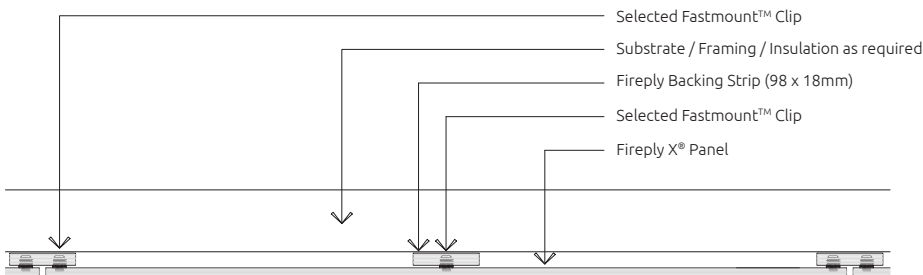 Selected Fastmount™ Clip
Substrate / Framing / Insulation as required
Fireply Backing Strip (98 x 18mm)
Selected Fastmount™ Clip
Fireply X® Panel